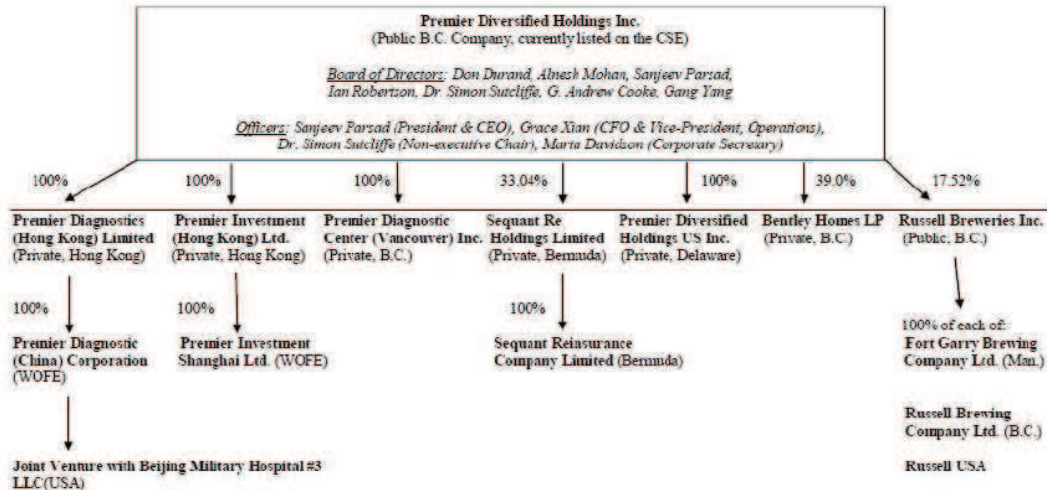 Premier Diversified Holdings Inc.
(Public B.C. Company, currently listed on the CSE)
Board of Directors: Don Durand, Alnesh Mohan, Sanjeev Parsad,
Ian Robertson, Dr. Simon Sutcliffe, G. Andrew Cooke, Gang Yang
Officers: Sanjeev Parsad (President & CEO), Grace Xian (CFO & Vice-President, Operations),
Dr. Simon Sutcliffe (Non-executive Chair), Marta Davidson (Corporate Secretary)
100% 100% 100% 33.04% 100% 39.0% 17.52%
Premier Diagnostics
(Hong Kong) Limited
(Private, Hong Kong)
Premier Investment
(Hong Kong) Ltd.
(Private, Hong Kong)
Premier Diagnostic
Center (Vancouver) Inc.
(Private, B.C.)
Sequant Re
Holdings Limited
(Private, Bermuda)
Premier Diversified
Holdings US Inc.
(Private, Delaware)
Bentley Homes LP
(Private, B.C.)
Russell Breweries Inc.
(Public, B.C.)
100% 100% 100%
Premier Diagnostic
(China) Corporation
(WOFE)
Premier Investment
Shanghai Ltd. (WOFE)
Sequant Reinsurance
Company Limited (Bermuda)
100% of each of:
Fort Garry Brewing
Company Ltd. (Man.)
Russell Brewing
Company Ltd. (B.C.)
Joint Venture with Beijing Military Hospital #3
LLC(USA)
Russell USA